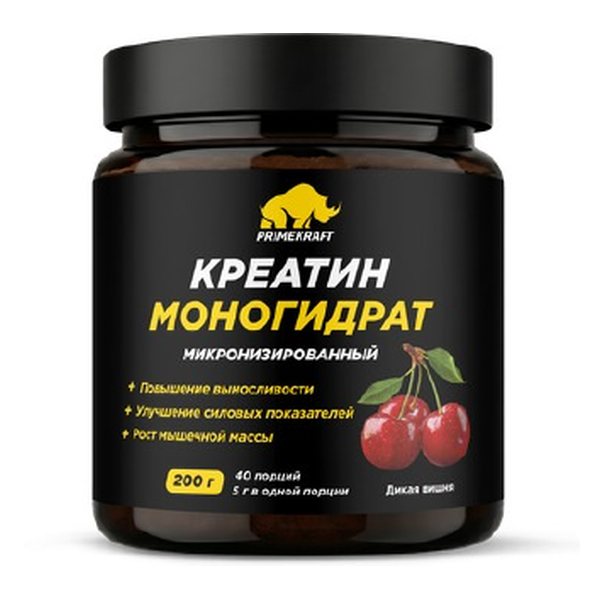 PRIMEKRAFT
КРЕАТИН
МОНОГИДРАТ
МИКРОНИЗИРОВАННЫЙ
+ Повышение выносливости
+ Улучшение силовых показателей
+ Рост мышечной массы
200 г
40 порций
5 г в одной порции
Дикая вишня